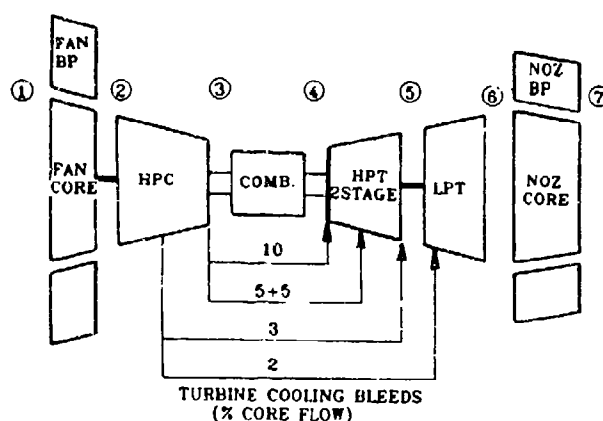 FAN
BP
NOZ
BP
① ② ③ ④ ⑤ ⑥ ⑦
FAN
CORE
HPC
COMB.
HPT
2STAGE
LPT
NOZ
CORE
10
5+5
3
2
TURBINE COOLING BLEEDS
(% CORE FLOW)